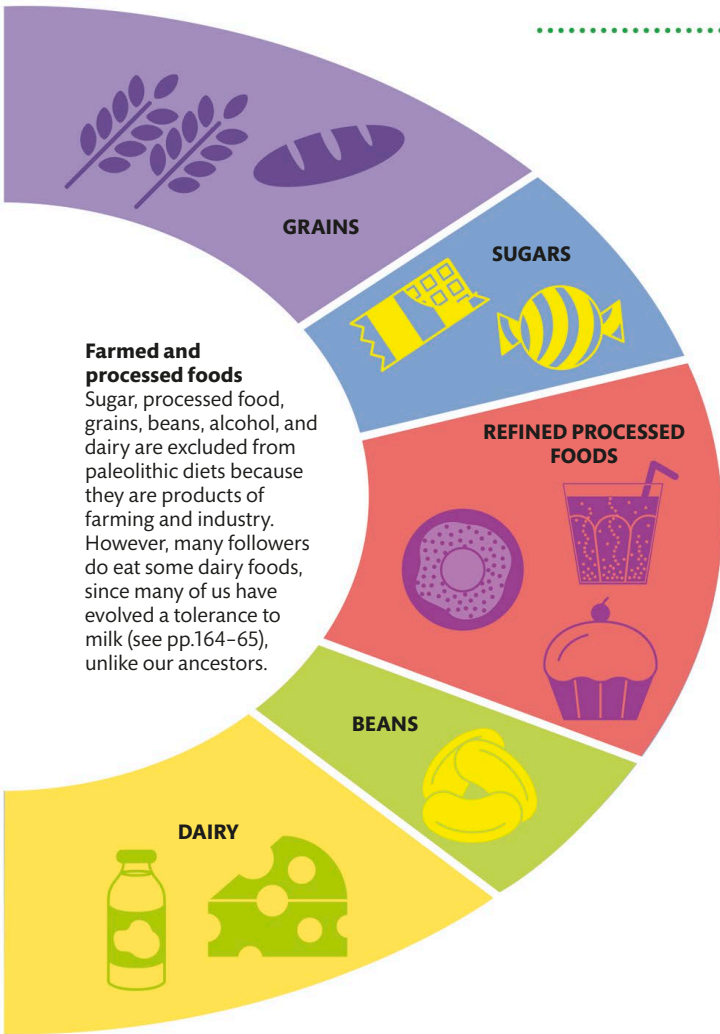 GRAINS
SUGARS
REFINED PROCESSED
FOODS
Farmed and
processed foods
Sugar, processed food,
grains, beans, alcohol, and
dairy are excluded from
paleolithic diets because
they are products of
farming and industry.
However, many followers
do eat some dairy foods,
since many of us have
evolved a tolerance to
milk (see pp.164–65),
unlike our ancestors.
BEANS
DAIRY